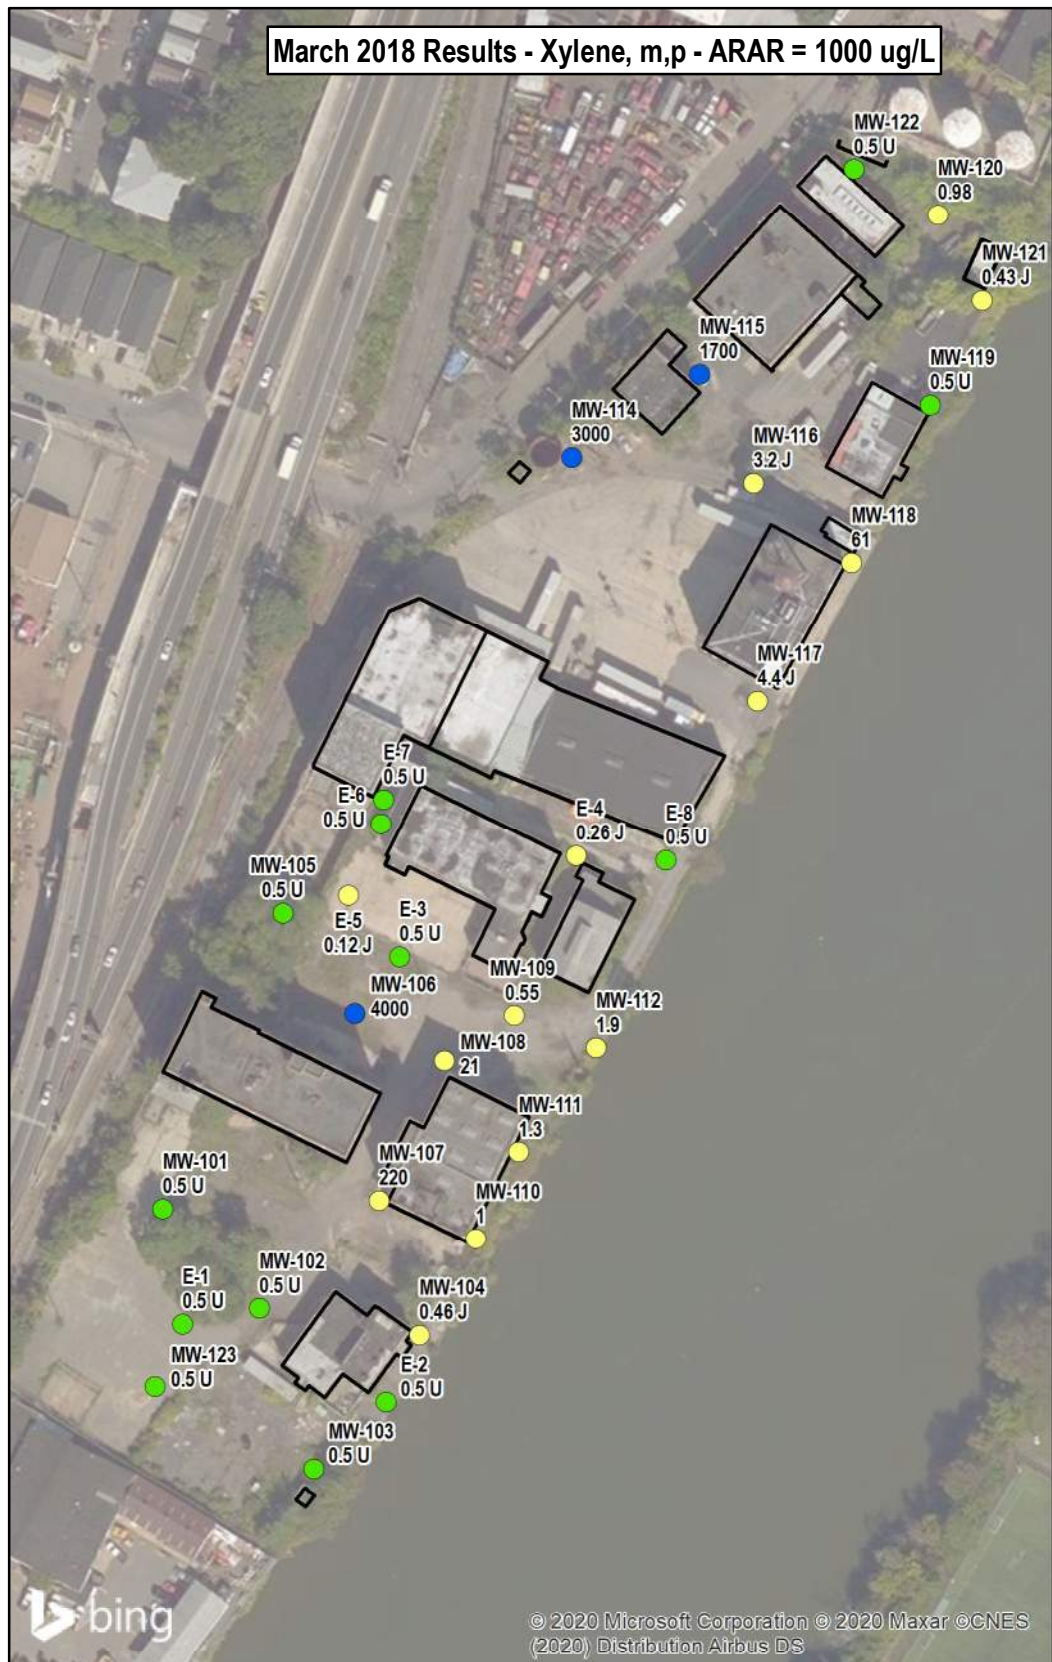 March 2018 Results - Xylene, m,p - ARAR = 1000 ug/L
MW-122
0.5 U
MW-120
0.98
MW-121
0.43 J
MW-115
1700
MW-119
0.5 U
MW-114
3000
MW-116
3.2 J
MW-118
61
MW-117
4.4 J
E-7
0.5 U
E-6
0.5 U
E-4
0.26 J
E-8
0.5 U
MW-105
0.5 U
E-5
0.12 J
E-3
0.5 U
MW-109
0.55
MW-106
4000
MW-112
1.9
MW-108
21
MW-111
1.3
MW-107
220
MW-101
0.5 U
MW-110
1
MW-102
0.5 U
E-1
0.5 U
MW-104
0.46 J
MW-123
0.5 U
E-2
0.5 U
MW-103
0.5 U
bing
© 2020 Microsoft Corporation © 2020 Maxar ©CNES
(2020) Distribution Airbus DS